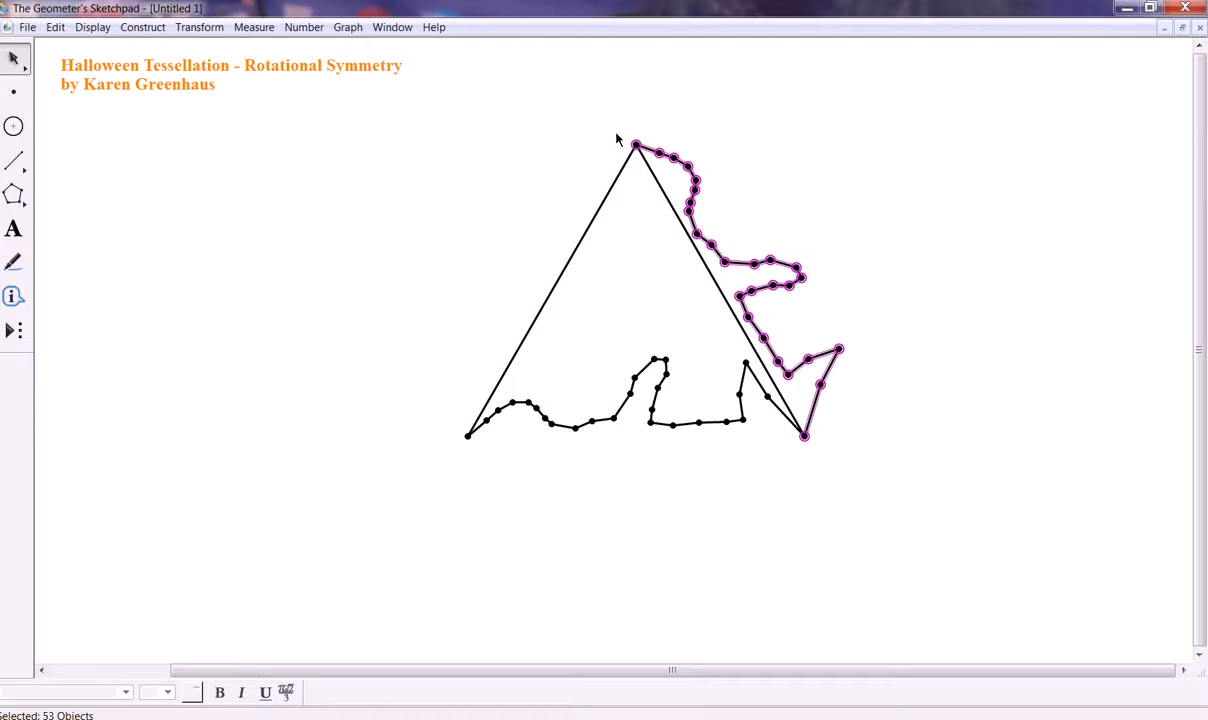 The Geometer's Sketchpad - [Untitled 1]
File Edit Display Construct Transform Measure Number Graph Window Help
Halloween Tessellation - Rotational Symmetry
by Karen Greenhaus
A
B I U
Selected: 53 Objects